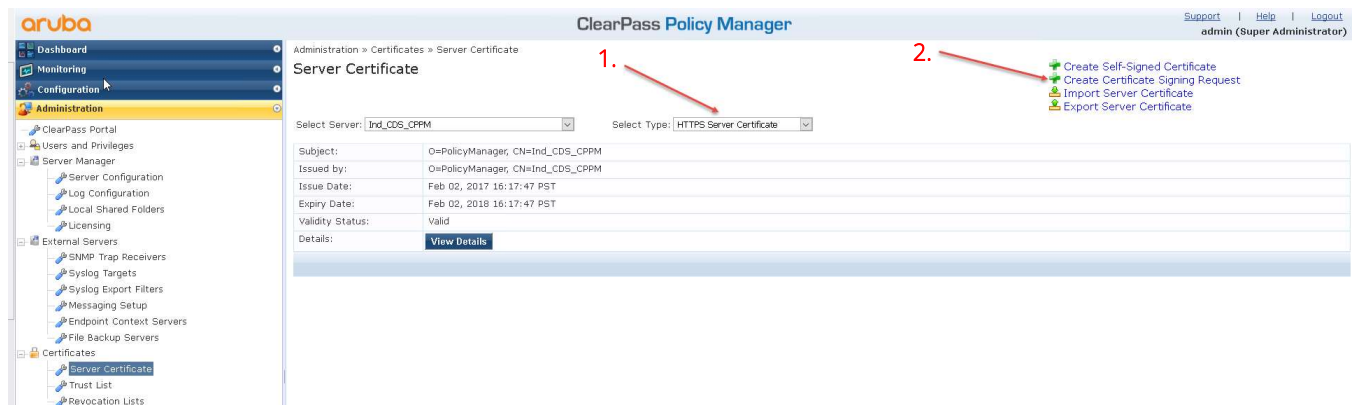 aruba
ClearPass Policy Manager
Support | Help | Logout
admin (Super Administrator)
Dashboard
Monitoring
Configuration
Administration
ClearPass Portal
Users and Privileges
Server Manager
Server Configuration
Log Configuration
Local Shared Folders
Licensing
External Servers
SNMP Trap Receivers
Syslog Targets
Syslog Export Filters
Messaging Setup
Endpoint Context Servers
File Backup Servers
Certificates
Server Certificate
Trust List
Revocation Lists
Administration » Certificates » Server Certificate
Server Certificate
1.
2.
Create Self-Signed Certificate
Create Certificate Signing Request
Import Server Certificate
Export Server Certificate
Select Server: Ind_CDS_CPPM Select Type: HTTPS Server Certificate
Subject: O=PolicyManager, CN=Ind_CDS_CPPM
Issued by: O=PolicyManager, CN=Ind_CDS_CPPM
Issue Date: Feb 02, 2017 16:17:47 PST
Expiry Date: Feb 02, 2018 16:17:47 PST
Validity Status: Valid
Details: View Details